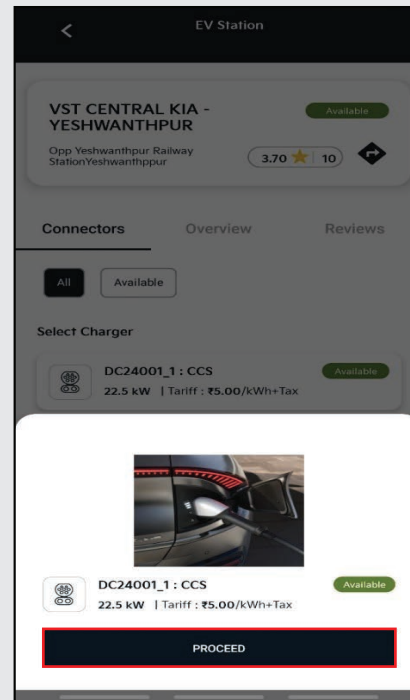 EV Station
VST CENTRAL KIA -
YESHWANTHPUR
Available
Opp Yeshwanthpur Railway
StationYeshwanthppur
3.70 10
Connectors Overview Reviews
All Available
Select Charger
DC24001_1 : CCS
Available
22.5 kW | Tariff : ₹5.00/kWh+Tax
DC24001_1 : CCS
Available
22.5 kW | Tariff : ₹5.00/kWh+Tax
PROCEED